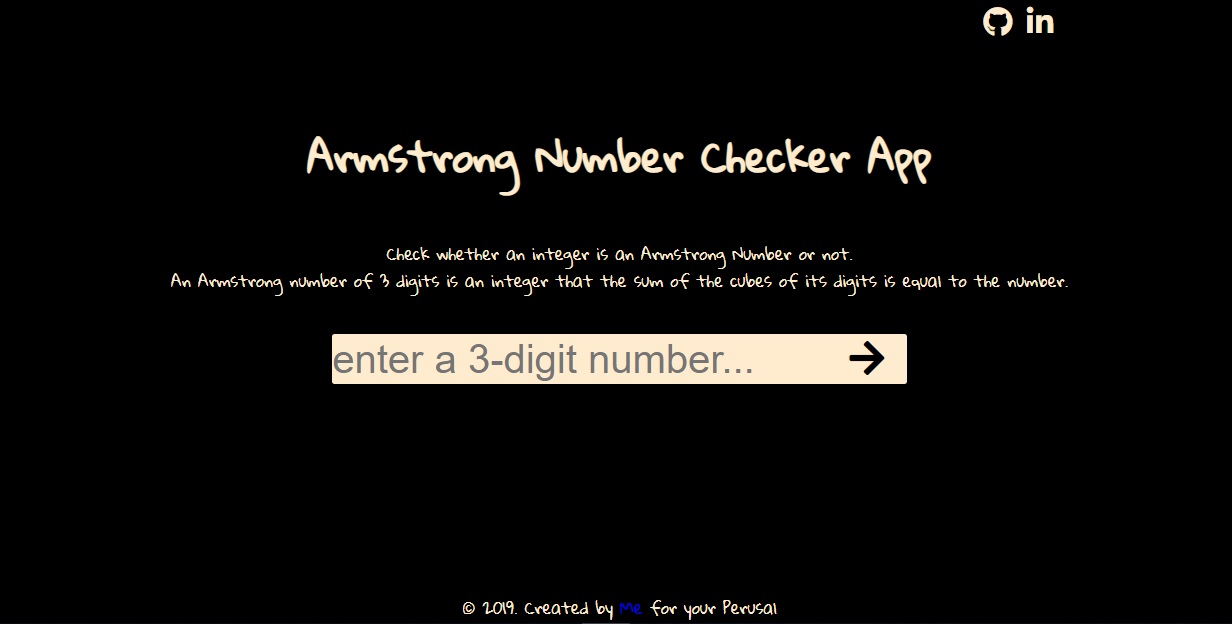 in
Armstrong Number Checker App
Check whether an integer is an Armstrong Number or not.
An Armstrong number of 3 digits is an integer that the sum of the cubes of its digits is equal to the number.
enter a 3-digit number...
© 2019. Created by Me for your Perusal